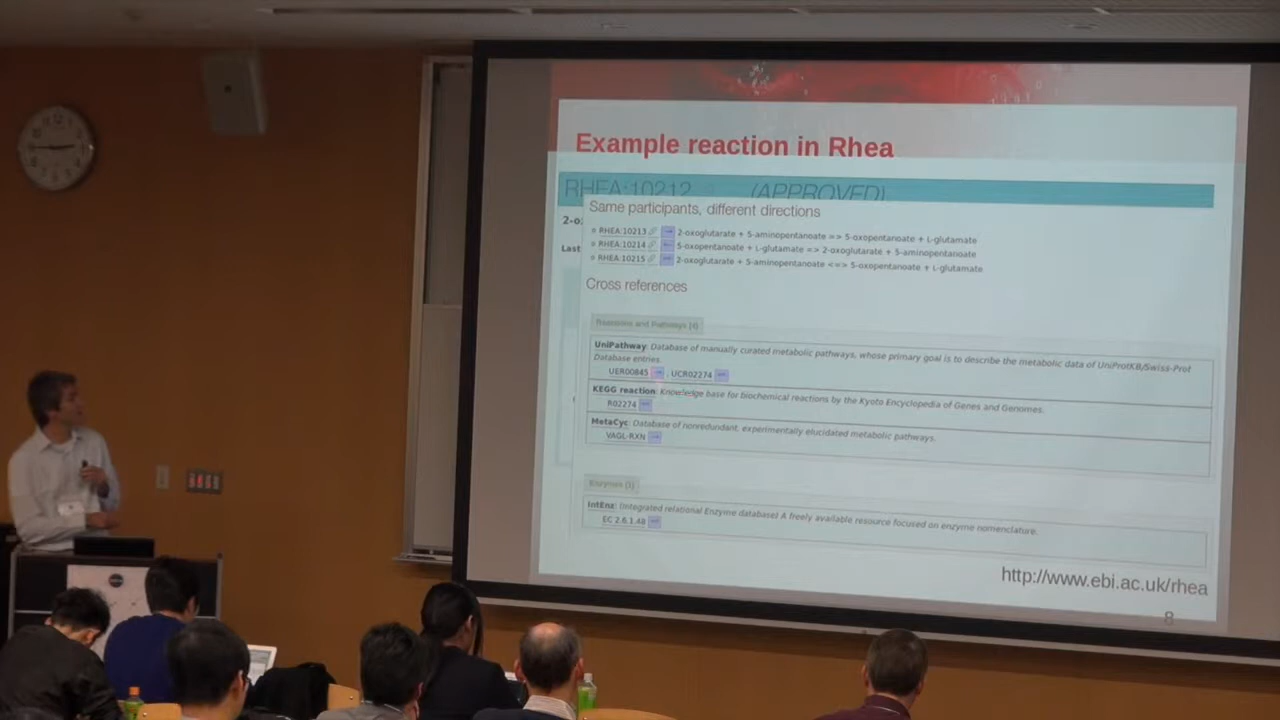 Example reaction in Rhea
RHEA:10212 (APPROVED)
Same participants, different directions
2-o
RHEA:10213 2-oxoglutarate + 5-aminopentanoate => 5-oxopentanoate + L-glutamate
Last
RHEA:10214 5-oxopentanoate + L-glutamate => 2-oxoglutarate + 5-aminopentanoate
RHEA:10215 2-oxoglutarate + 5-aminopentanoate <=> 5-oxopentanoate + L-glutamate
Cross references
Reactions and Pathways [4]
UniPathway: Database of manually curated metabolic pathways, whose primary goal is to describe the metabolic data of UniProtKB/Swiss-Prot
Database entries.
UER00845 , UCR02274
KEGG reaction: Knowledge base for biochemical reactions by the Kyoto Encyclopedia of Genes and Genomes.
R02274
MetaCyc: Database of nonredundant, experimentally elucidated metabolic pathways.
VAGL-RXN
Enzymes [1]
IntEnz: (Integrated relational Enzyme database) A freely available resource focused on enzyme nomenclature.
EC 2.6.1.48
http://www.ebi.ac.uk/rhea
8